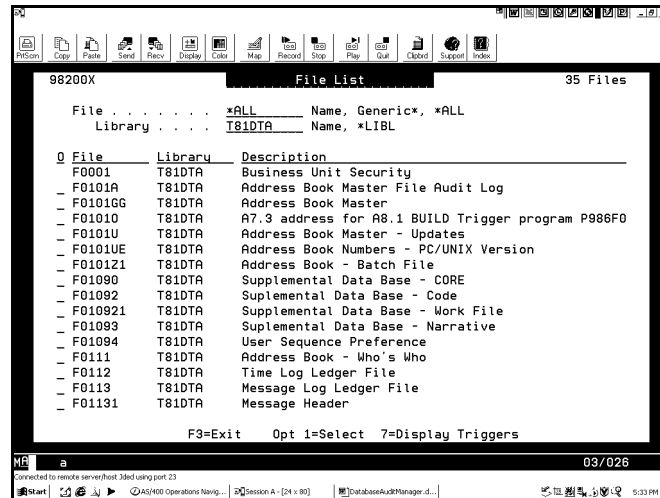 PrtScrn Copy Paste Send Recv Display Color Map Record Stop Play Quit Clipbrd Support Index
98200X File List 35 Files
File . . . . . . . *ALL Name, Generic*, *ALL
Library . . . . T81DTA Name, *LIBL
O File Library Description
F0001 T81DTA Business Unit Security
F0101A T81DTA Address Book Master File Audit Log
F0101GG T81DTA Address Book Master
F0101O T81DTA A7.3 address for A8.1 BUILD Trigger program P986F0
F0101U T81DTA Address Book Master - Updates
F0101UE T81DTA Address Book Numbers - PC/UNIX Version
F0101Z1 T81DTA Address Book - Batch File
F01090 T81DTA Supplemental Data Base - CORE
F01092 T81DTA Suplemental Data Base - Code
F010921 T81DTA Suplemental Data Base - Work File
F01093 T81DTA Suplemental Data Base - Narrative
F01094 T81DTA User Sequence Preference
F0111 T81DTA Address Book - Who's Who
F0112 T81DTA Time Log Ledger File
F0113 T81DTA Message Log Ledger File
F01131 T81DTA Message Header
F3=Exit Opt 1=Select 7=Display Triggers
MA a 03/026
Connected to remote server/host Jded using port 23
Start AS/400 Operations Navig... Session A - [24 x 80] DatabaseAuditManager.d... 5:33 PM